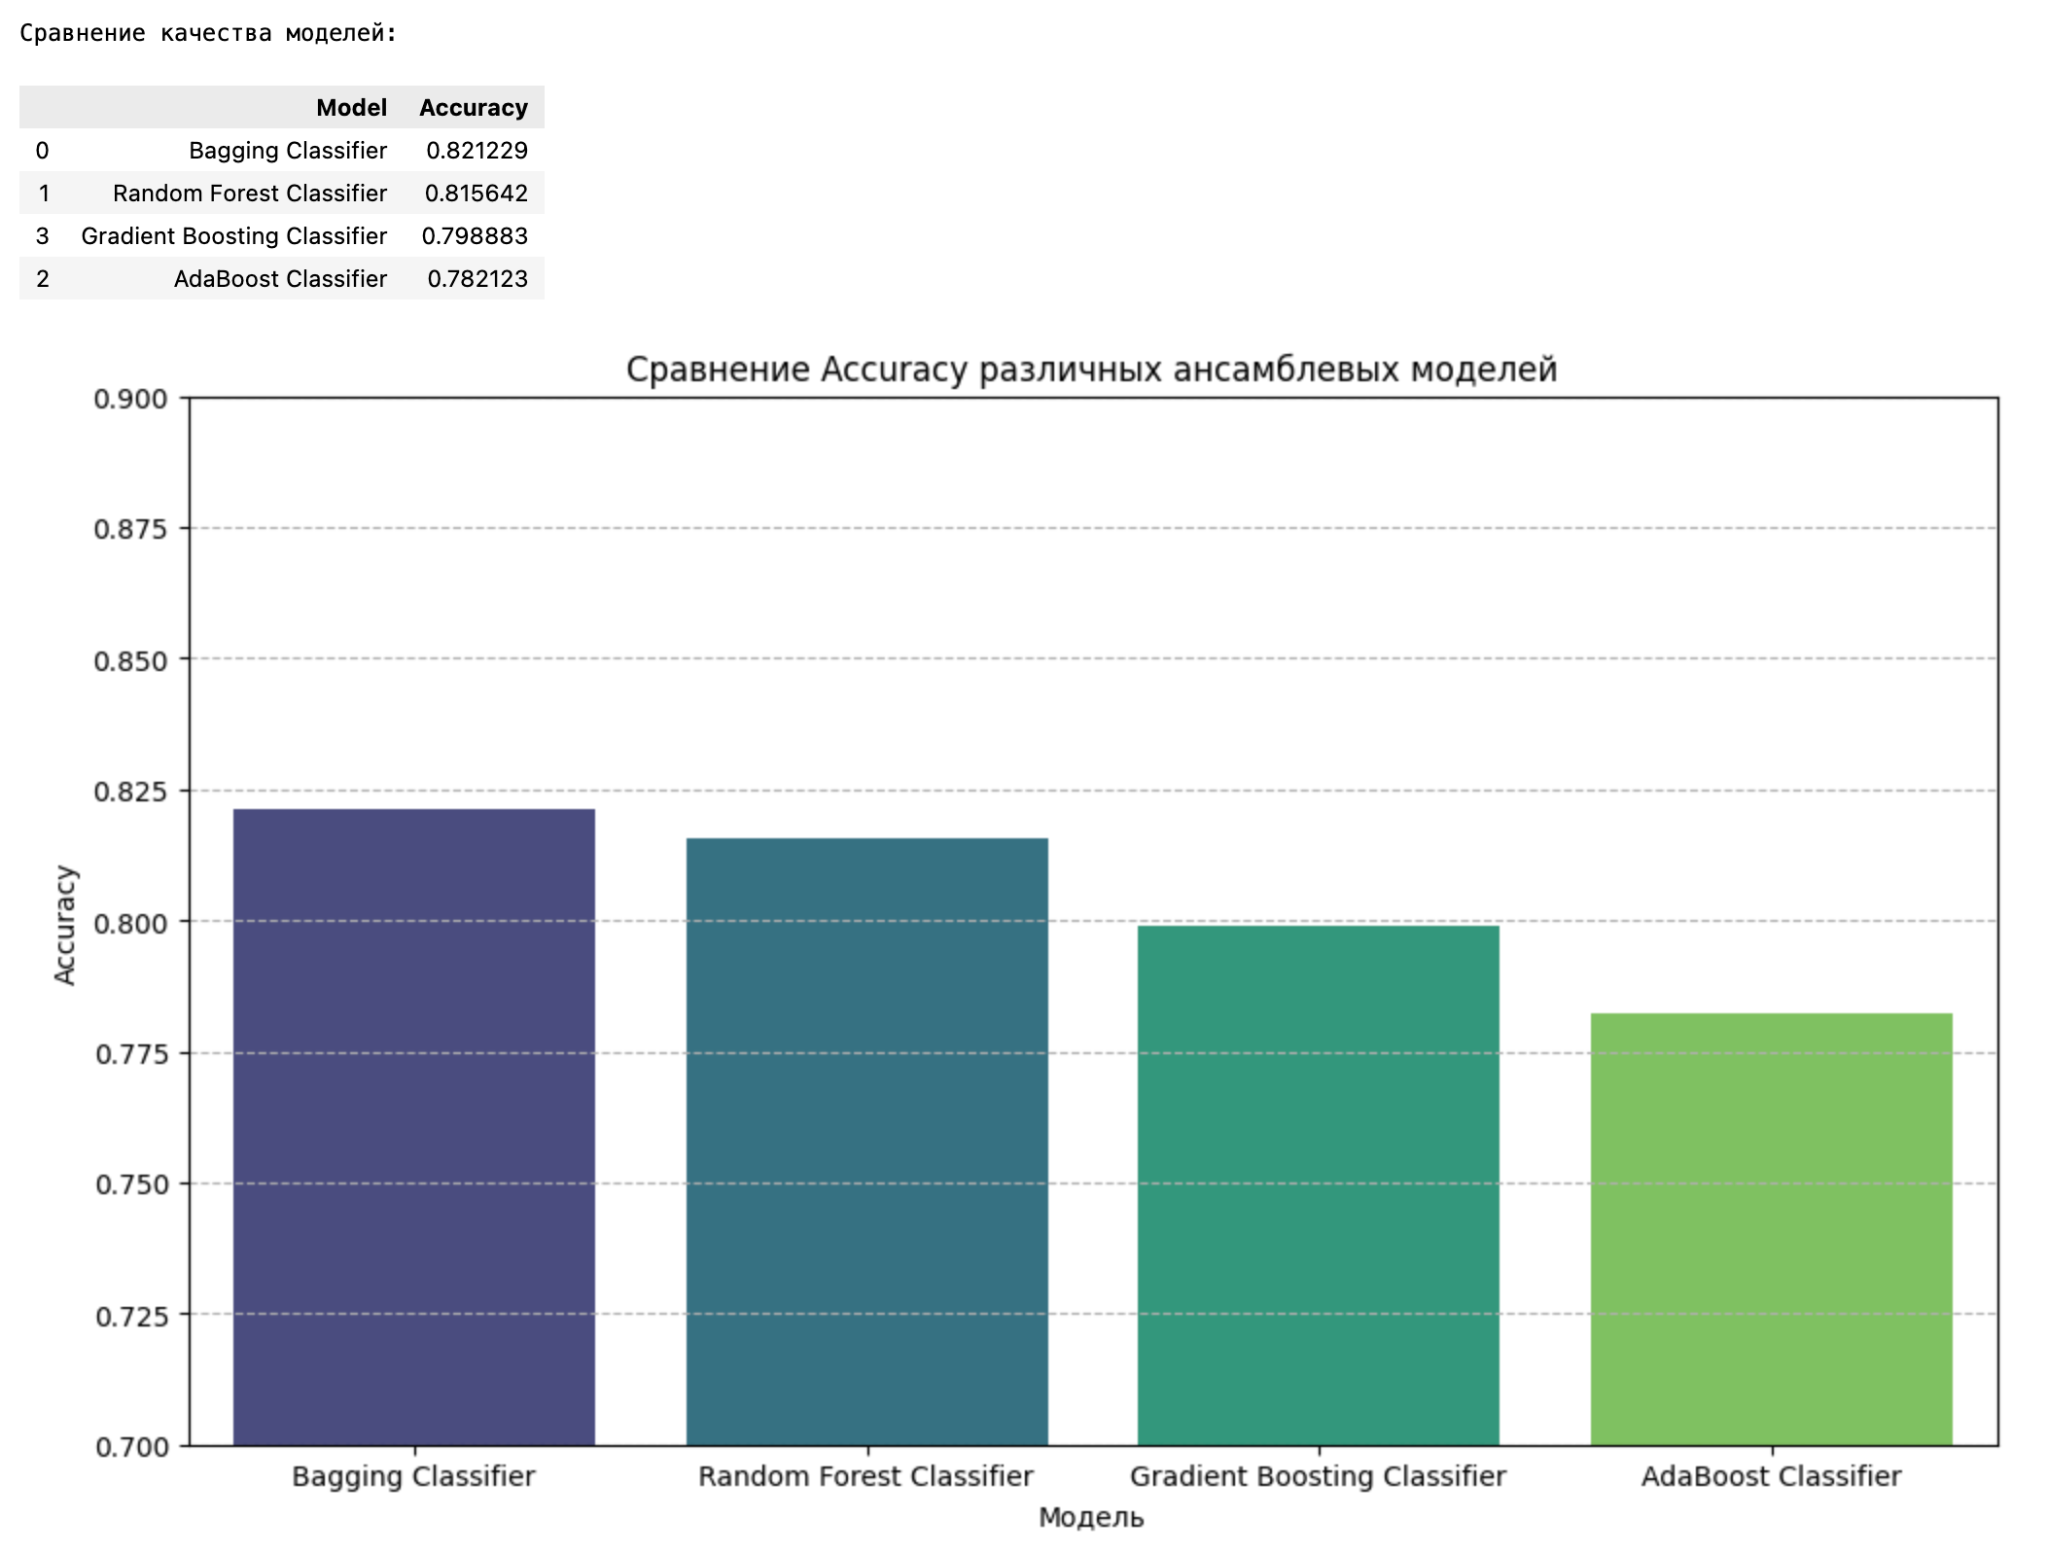 Сравнение качества моделей:
Model Accuracy
0 Bagging Classifier 0.821229
1 Random Forest Classifier 0.815642
3 Gradient Boosting Classifier 0.798883
2 AdaBoost Classifier 0.782123
Сравнение Accuracy различных ансамблевых моделей
0.900
0.875
0.850
0.825
0.800
0.775
0.750
0.725
0.700
Accuracy
Bagging Classifier Random Forest Classifier Gradient Boosting Classifier AdaBoost Classifier
Модель